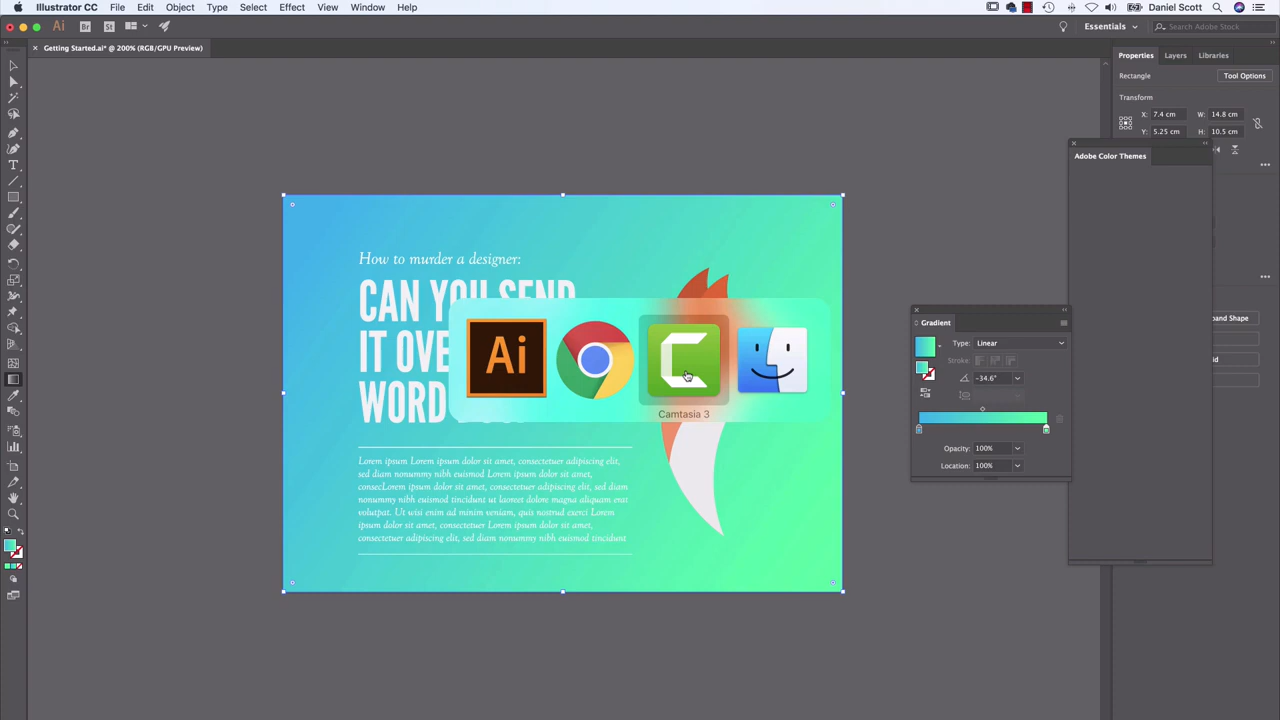 Illustrator CC File Edit Object Type Select Effect View Window Help
Daniel Scott
Ai Br St
Essentials
Search Adobe Stock
Getting Started.ai* @ 200% (RGB/GPU Preview)
Properties Layers Libraries
Rectangle
Tool Options
Transform
X: 7.4 cm W: 14.8 cm
Y: 5.25 cm H: 10.5 cm
Adobe Color Themes
How to murder a designer:
CAN YOU SEND
IT OVE
WORD
Ai
Camtasia 3
Lorem ipsum Lorem ipsum dolor sit amet, consectetuer adipiscing elit,
sed diam nonummy nibh euismod Lorem ipsum dolor sit amet,
consecLorem ipsum dolor sit amet, consectetuer adipiscing elit, sed diam
nonummy nibh euismod tincidunt ut laoreet dolore magna aliquam erat
volutpat. Ut wisi enim ad minim veniam, quis nostrud exerci Lorem
ipsum dolor sit amet, consectetuer Lorem ipsum dolor sit amet,
consectetuer adipiscing elit, sed diam nonummy nibh euismod tincidunt
Gradient
Type: Linear
Stroke:
-34.6°
Opacity: 100%
Location: 100%
and Shape
id